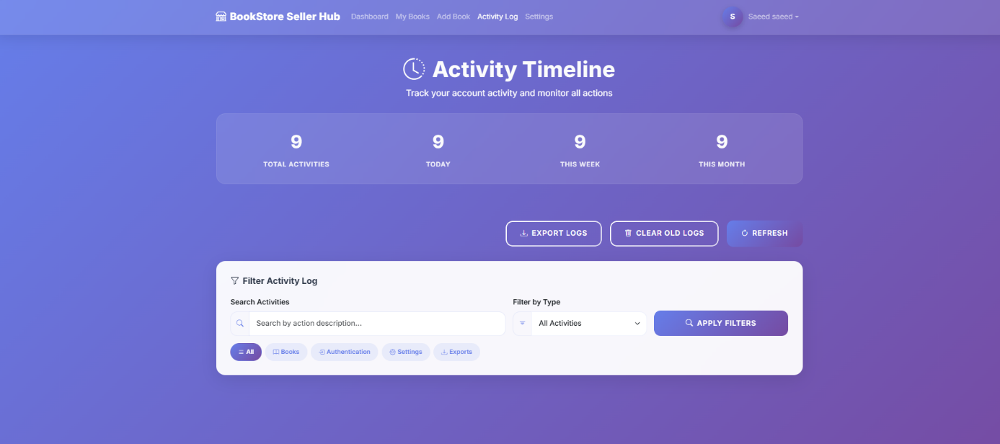 BookStore Seller Hub Dashboard My Books Add Book Activity Log Settings S Saeed saeed
Activity Timeline
Track your account activity and monitor all actions
9 9 9 9
TOTAL ACTIVITIES TODAY THIS WEEK THIS MONTH
EXPORT LOGS CLEAR OLD LOGS REFRESH
Filter Activity Log
Search Activities Filter by Type
Search by action description... All Activities APPLY FILTERS
All Books Authentication Settings Exports